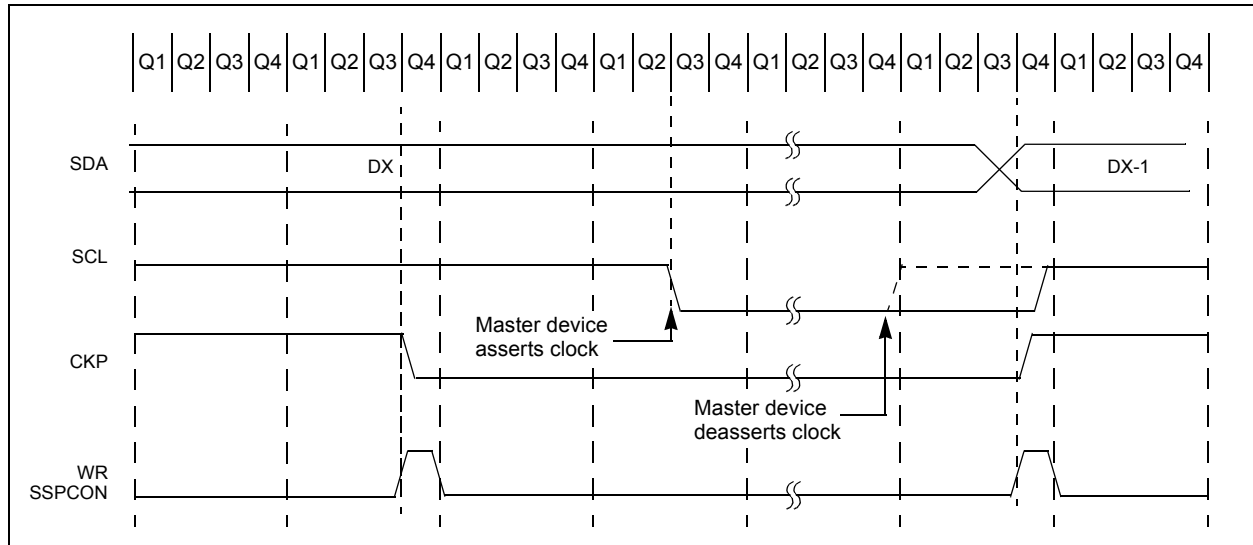 Q1 Q2 Q3 Q4 Q1 Q2 Q3 Q4 Q1 Q2 Q3 Q4 Q1 Q2 Q3 Q4 Q1 Q2 Q3 Q4 Q1 Q2 Q3 Q4 Q1 Q2 Q3 Q4
SDA
DX
DX-1
SCL
Master device
asserts clock
CKP
Master device
deasserts clock
WR
SSPCON